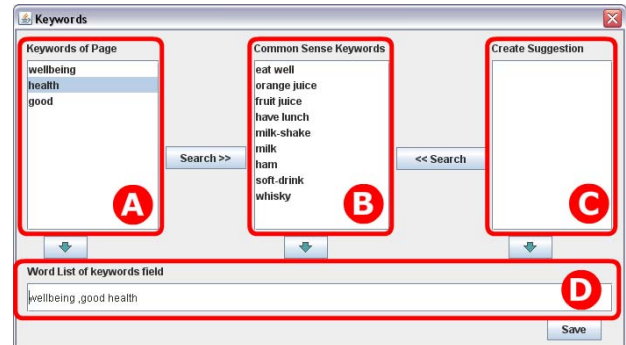 Keywords
Keywords of Page
wellbeing
health
good
A
Search >>
Common Sense Keywords
eat well
orange juice
fruit juice
have lunch
milk-shake
milk
ham
soft-drink
whisky
B
<< Search
Create Suggestion
C
Word List of keywords field
wellbeing ,good health
D
Save